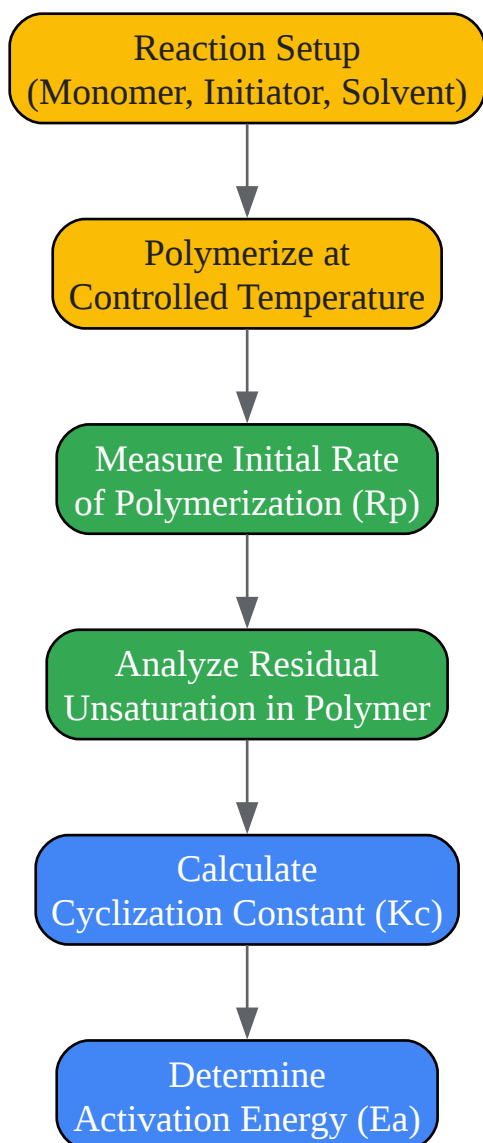 Reaction Setup
(Monomer, Initiator, Solvent)
Polymerize at
Controlled Temperature
Measure Initial Rate
of Polymerization (Rp)
Analyze Residual
Unsaturation in Polymer
Calculate
Cyclization Constant (Kc)
Determine
Activation Energy (Ea)